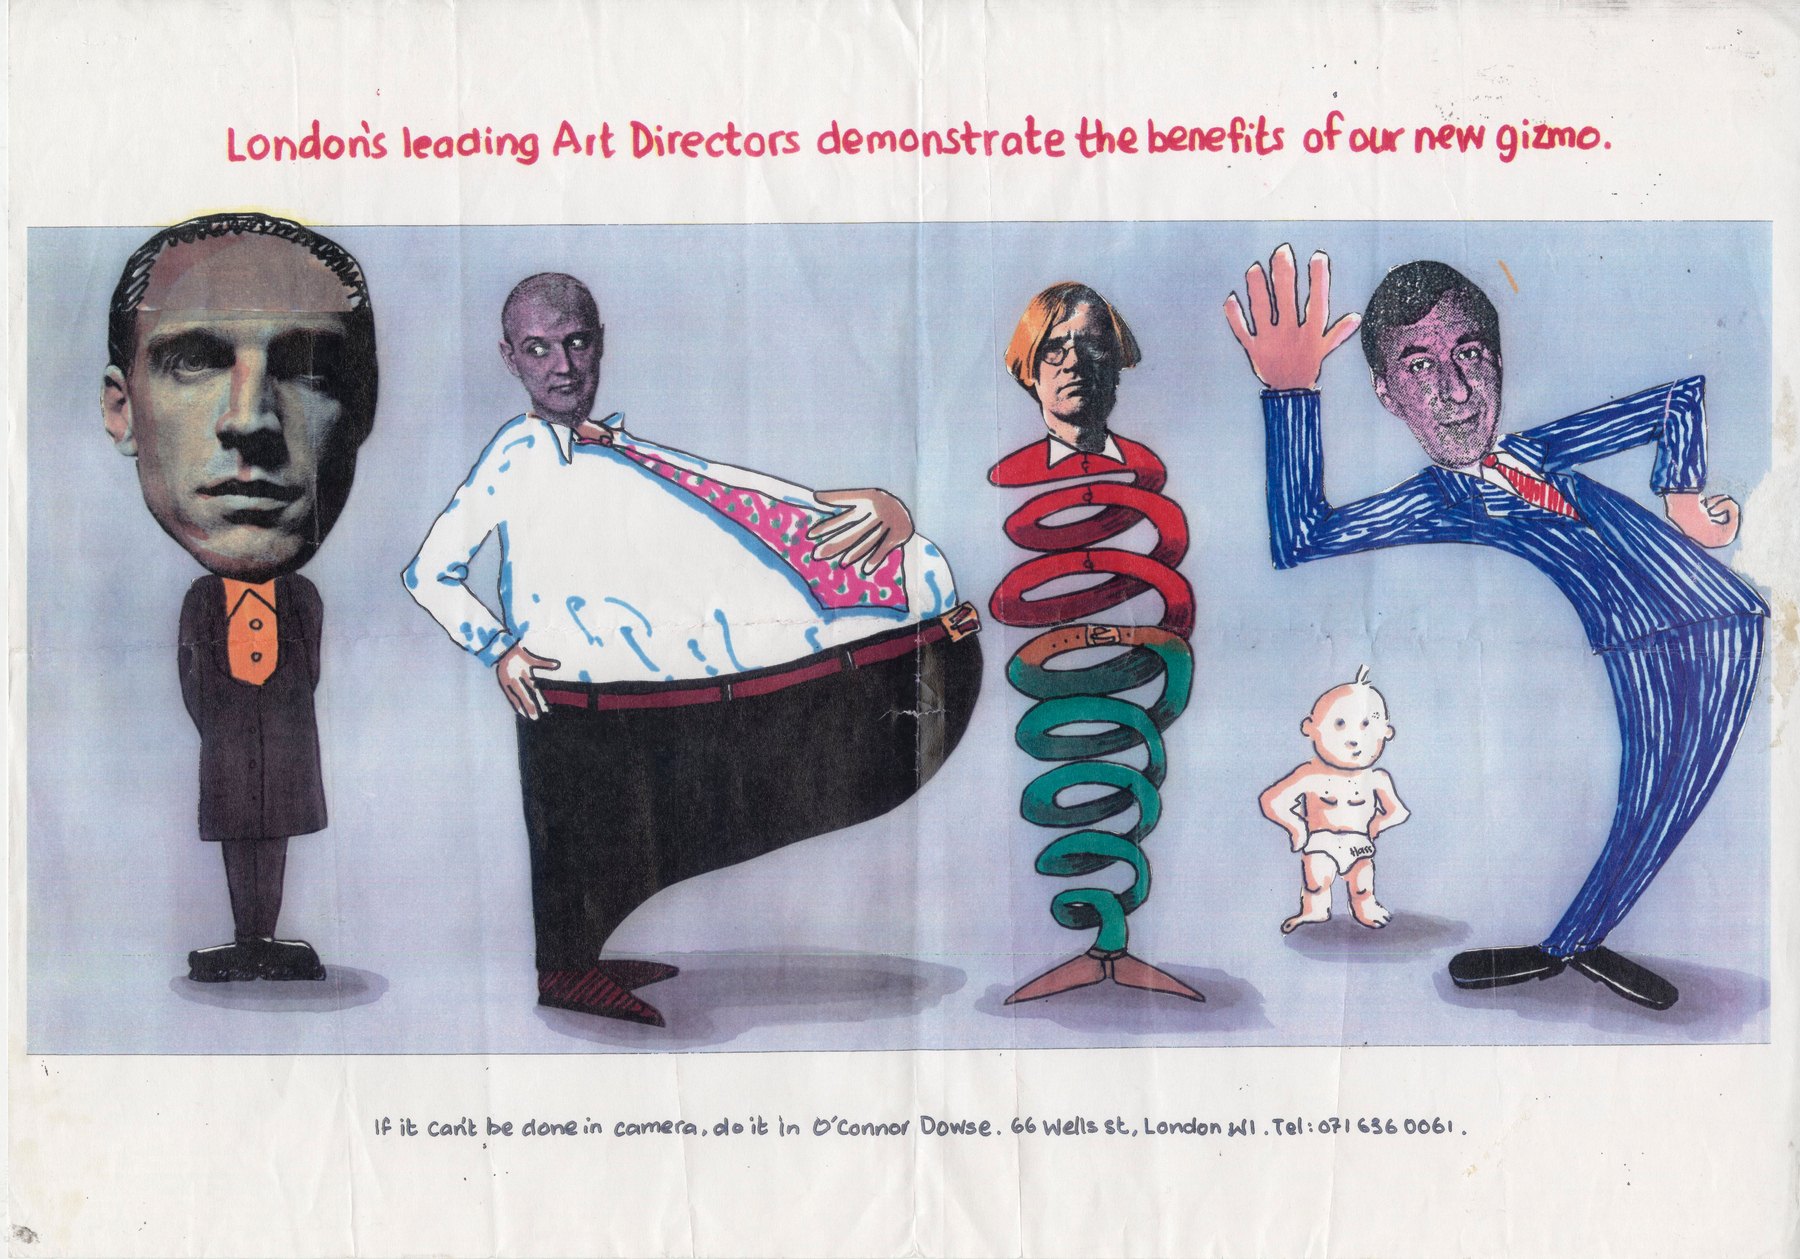 London's leading Art Directors demonstrate the benefits of our new gizmo.
Hass
If it can't be done in camera, do it in O'Connor Dowse. 66 Wells st, London W1. Tel: 071 636 0061.